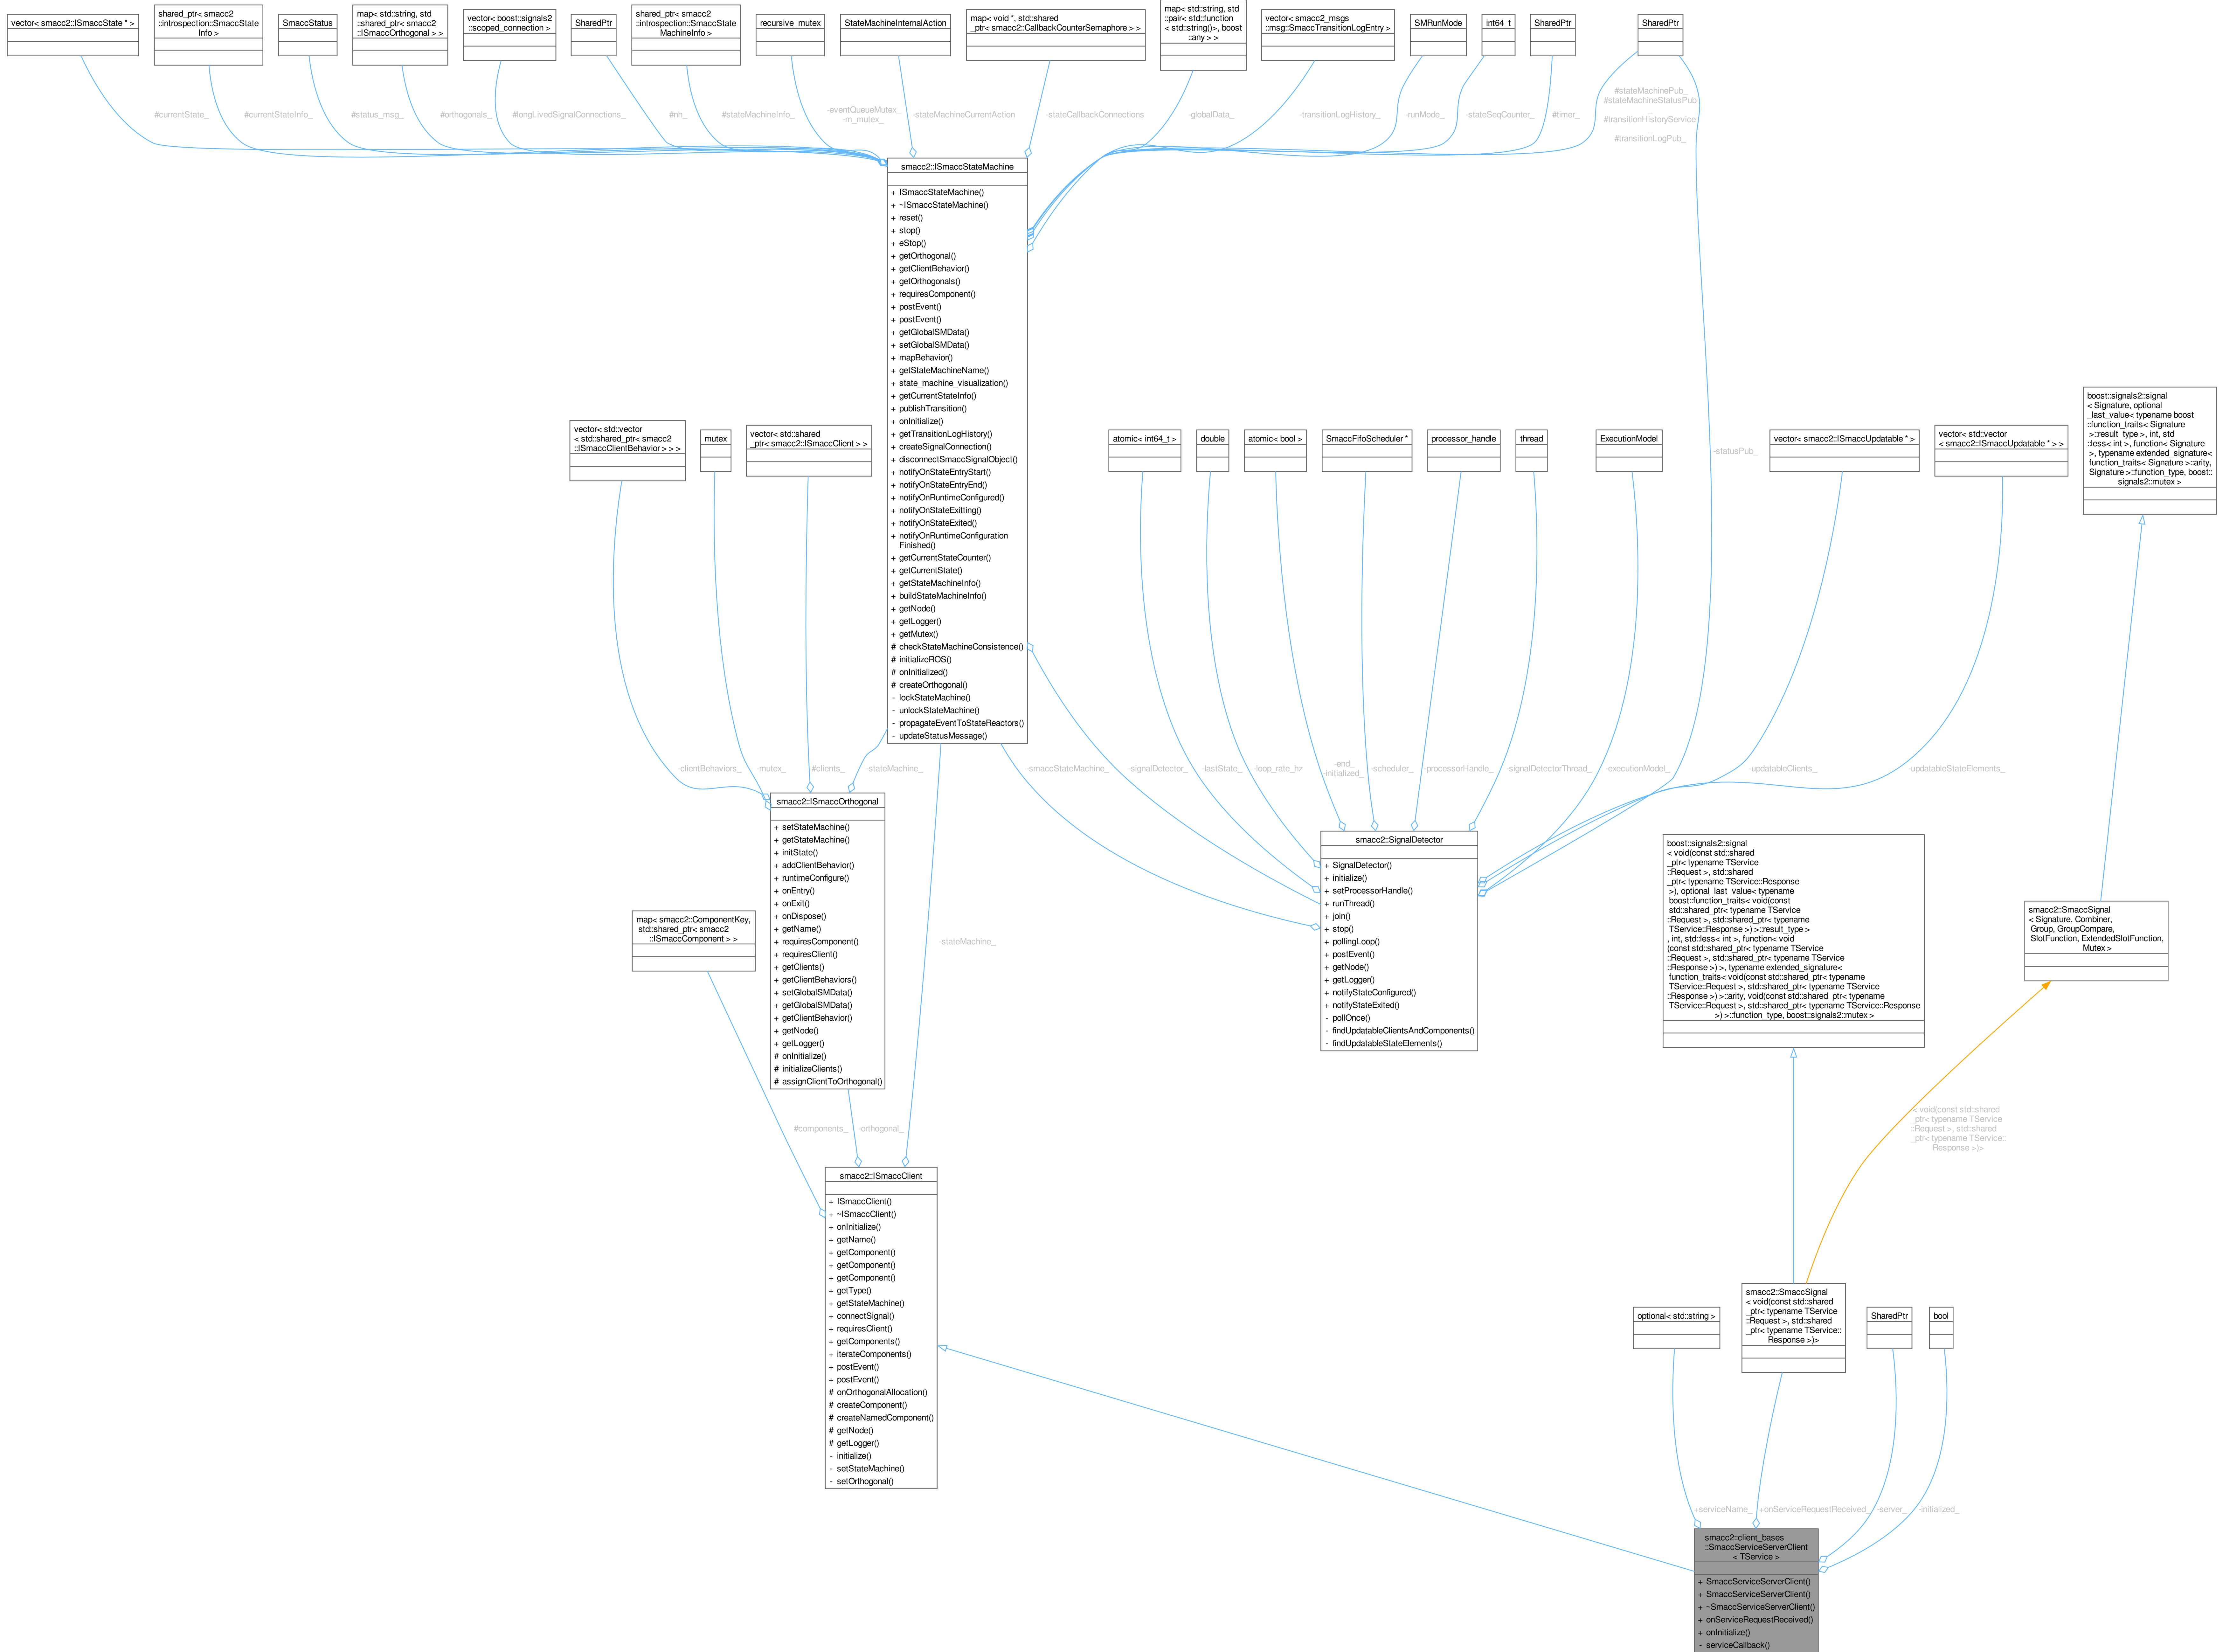 vector< smacc2::ISmaccState * >
shared_ptr< smacc2
::introspection::SmaccState
Info >
SmaccStatus
map< std::string, std
::shared_ptr< smacc2
::ISmaccOrthogonal > >
vector< boost::signals2
::scoped_connection >
SharedPtr
shared_ptr< smacc2
::introspection::SmaccState
MachineInfo >
recursive_mutex
StateMachineInternalAction
map< void *, std::shared
_ptr< smacc2::CallbackCounterSemaphore > >
map< std::string, std
::pair< std::function
< std::string()>, boost
::any > >
vector< smacc2_msgs
::msg::SmaccTransitionLogEntry >
SMRunMode
int64_t
SharedPtr
SharedPtr
#currentState_
#currentStateInfo_
#status_msg_
#orthogonals_
#longLivedSignalConnections_
#nh_
#stateMachineInfo_
-eventQueueMutex_
-m_mutex_
-stateMachineCurrentAction
-stateCallbackConnections
-globalData_
-transitionLogHistory_
-runMode_
-stateSeqCounter_
#timer_
#stateMachinePub_
#stateMachineStatusPub
_
#transitionHistoryService
_
#transitionLogPub_
smacc2::ISmaccStateMachine
+ ISmaccStateMachine()
+ ~ISmaccStateMachine()
+ reset()
+ stop()
+ eStop()
+ getOrthogonal()
+ getClientBehavior()
+ getOrthogonals()
+ requiresComponent()
+ postEvent()
+ postEvent()
+ getGlobalSMData()
+ setGlobalSMData()
+ mapBehavior()
+ getStateMachineName()
+ state_machine_visualization()
+ getCurrentStateInfo()
+ publishTransition()
+ onInitialize()
+ getTransitionLogHistory()
+ createSignalConnection()
+ disconnectSmaccSignalObject()
+ notifyOnStateEntryStart()
+ notifyOnStateEntryEnd()
+ notifyOnRuntimeConfigured()
+ notifyOnStateExitting()
+ notifyOnStateExited()
+ notifyOnRuntimeConfiguration
Finished()
+ getCurrentStateCounter()
+ getCurrentState()
+ getStateMachineInfo()
+ buildStateMachineInfo()
+ getNode()
+ getLogger()
+ getMutex()
# checkStateMachineConsistence()
# initializeROS()
# onInitialized()
# createOrthogonal()
- lockStateMachine()
- unlockStateMachine()
- propagateEventToStateReactors()
- updateStatusMessage()
vector< std::vector
< std::shared_ptr< smacc2
::ISmaccClientBehavior > > >
mutex
vector< std::shared
_ptr< smacc2::ISmaccClient > >
atomic< int64_t >
double
atomic< bool >
SmaccFifoScheduler *
processor_handle
thread
ExecutionModel
-statusPub_
vector< smacc2::ISmaccUpdatable * >
vector< std::vector
< smacc2::ISmaccUpdatable * > >
boost::signals2::signal
< Signature, optional
_last_value< typename boost
::function_traits< Signature
>::result_type >, int, std
::less< int >, function< Signature
>, typename extended_signature<
function_traits< Signature >::arity,
Signature >::function_type, boost::
signals2::mutex >
-clientBehaviors_
-mutex_
#clients_
-stateMachine_
-smaccStateMachine_
-signalDetector_
-lastState_
-loop_rate_hz
-end_
-initialized_
-scheduler_
-processorHandle_
-signalDetectorThread_
-executionModel_
-updatableClients_
-updatableStateElements_
smacc2::ISmaccOrthogonal
+ setStateMachine()
+ getStateMachine()
+ initState()
+ addClientBehavior()
+ runtimeConfigure()
+ onEntry()
+ onExit()
+ onDispose()
+ getName()
+ requiresComponent()
+ requiresClient()
+ getClients()
+ getClientBehaviors()
+ setGlobalSMData()
+ getGlobalSMData()
+ getClientBehavior()
+ getNode()
+ getLogger()
# onInitialize()
# initializeClients()
# assignClientToOrthogonal()
smacc2::SignalDetector
+ SignalDetector()
+ initialize()
+ setProcessorHandle()
+ runThread()
+ join()
+ stop()
+ pollingLoop()
+ postEvent()
+ getNode()
+ getLogger()
+ notifyStateConfigured()
+ notifyStateExited()
- pollOnce()
- findUpdatableClientsAndComponents()
- findUpdatableStateElements()
boost::signals2::signal
< void(const std::shared
_ptr< typename TService
::Request >, std::shared
_ptr< typename TService::Response
>), optional_last_value< typename
boost::function_traits< void(const
std::shared_ptr< typename TService
::Request >, std::shared_ptr< typename
TService::Response >) >::result_type >
, int, std::less< int >, function< void
(const std::shared_ptr< typename TService
::Request >, std::shared_ptr< typename TService
::Response >) >, typename extended_signature<
function_traits< void(const std::shared_ptr< typename
TService::Request >, std::shared_ptr< typename TService
::Response >) >::arity, void(const std::shared_ptr< typename
TService::Request >, std::shared_ptr< typename TService::Response
>) >::function_type, boost::signals2::mutex >
smacc2::SmaccSignal
< Signature, Combiner,
Group, GroupCompare,
SlotFunction, ExtendedSlotFunction,
Mutex >
map< smacc2::ComponentKey,
std::shared_ptr< smacc2
::ISmaccComponent > >
-stateMachine_
#components_
-orthogonal_
< void(const std::shared
_ptr< typename TService
::Request >, std::shared
_ptr< typename TService::
Response >)>
smacc2::ISmaccClient
+ ISmaccClient()
+ ~ISmaccClient()
+ onInitialize()
+ getName()
+ getComponent()
+ getComponent()
+ getComponent()
+ getType()
+ getStateMachine()
+ connectSignal()
+ requiresClient()
+ getComponents()
+ iterateComponents()
+ postEvent()
+ postEvent()
# onOrthogonalAllocation()
# createComponent()
# createNamedComponent()
# getNode()
# getLogger()
- initialize()
- setStateMachine()
- setOrthogonal()
optional< std::string >
smacc2::SmaccSignal
< void(const std::shared
_ptr< typename TService
::Request >, std::shared
_ptr< typename TService::
Response >)>
SharedPtr
bool
+serviceName_
+onServiceRequestReceived_
-server_
-initialized_
smacc2::client_bases
::SmaccServiceServerClient
< TService >
+ SmaccServiceServerClient()
+ SmaccServiceServerClient()
+ ~SmaccServiceServerClient()
+ onServiceRequestReceived()
+ onInitialize()
- serviceCallback()